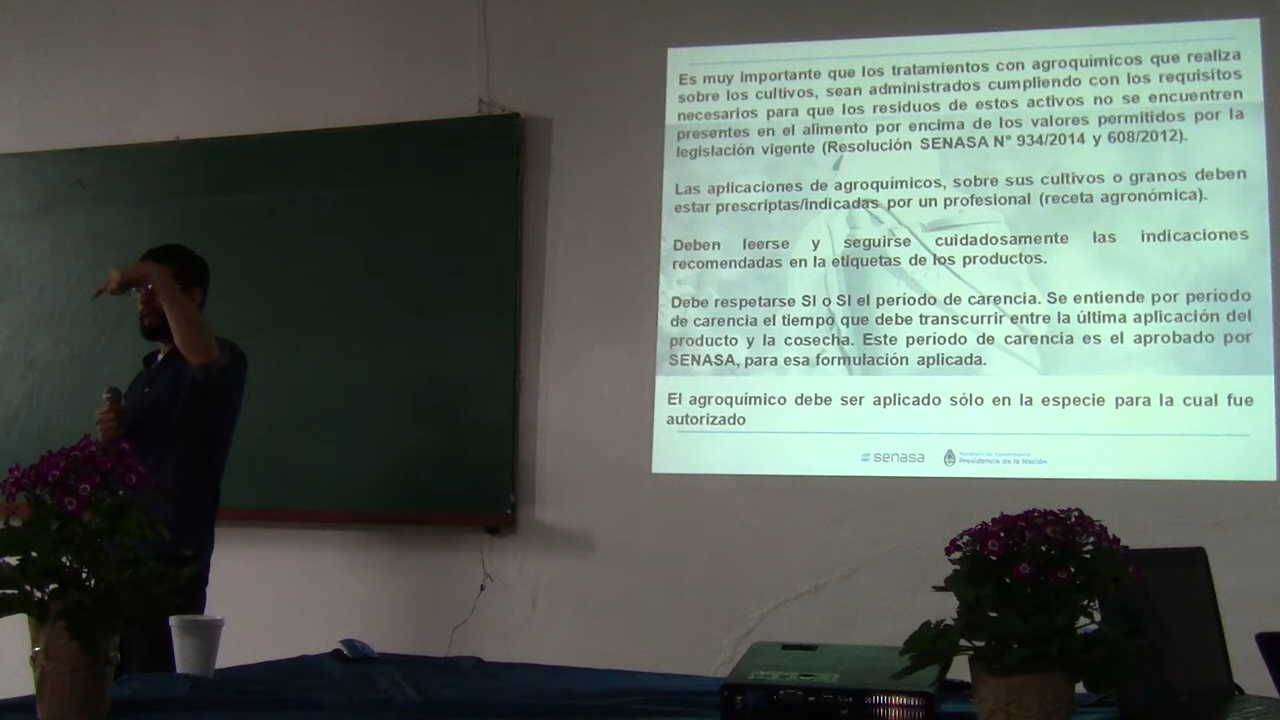 Es muy importante que los tratamientos con agroquímicos que realiza
sobre los cultivos, sean administrados cumpliendo con los requisitos
necesarios para que los residuos de estos activos no se encuentren
presentes en el alimento por encima de los valores permitidos por la
legislación vigente (Resolución SENASA N° 934/2014 y 608/2012).
Las aplicaciones de agroquímicos, sobre sus cultivos o granos deben
estar prescriptas/indicadas por un profesional (receta agronómica).
Deben leerse y seguirse cuidadosamente las indicaciones
recomendadas en la etiquetas de los productos.
Debe respetarse SI o SI el período de carencia. Se entiende por período
de carencia el tiempo que debe transcurrir entre la última aplicación del
producto y la cosecha. Este período de carencia es el aprobado por
SENASA, para esa formulación aplicada.
El agroquímico debe ser aplicado sólo en la especie para la cual fue
autorizado
senasa
Presidencia de la Nación